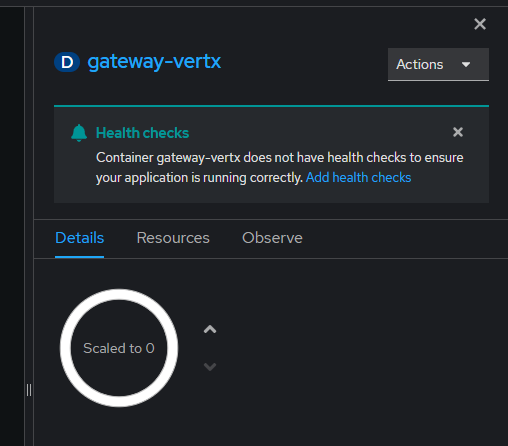 D gateway-vertx
Actions
Health checks
Container gateway-vertx does not have health checks to ensure
your application is running correctly. Add health checks
Details Resources Observe
Scaled to 0